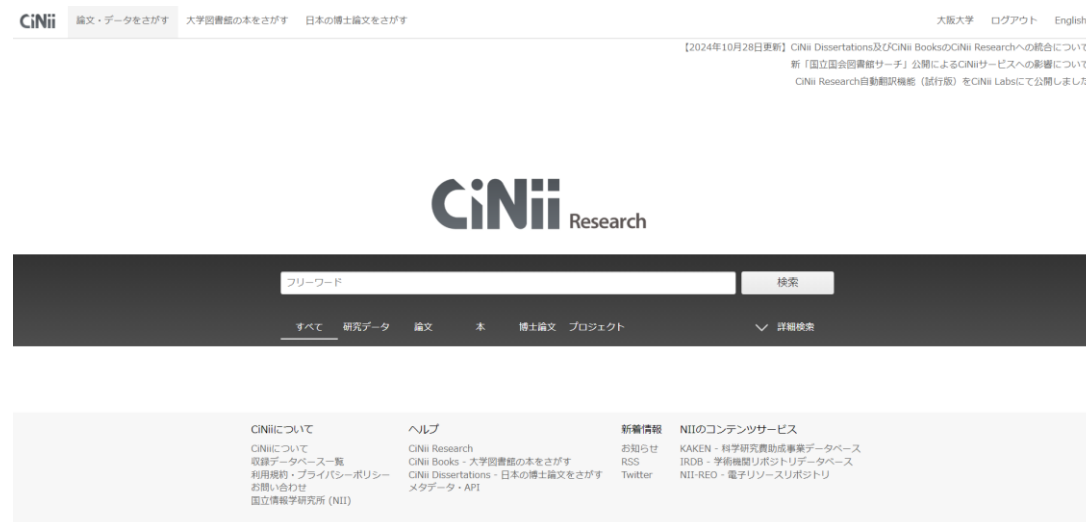 CiNii 論文・データをさがす 大学図書館の本をさがす 日本の博士論文をさがす 大阪大学 ログアウト English
【2024年10月28日更新】CiNii Dissertations及びCiNii BooksのCiNii Researchへの統合について
新「国立国会図書館サーチ」公開によるCiNiiサービスへの影響について
CiNii Research自動翻訳機能（試行版）をCiNii Labsにて公開しました
CiNii Research
フリーワード 検索
すべて 研究データ 論文 本 博士論文 プロジェクト 詳細検索
CiNiiについて
CiNiiについて
収録データベース一覧
利用規約・プライバシーポリシー
お問い合わせ
国立情報学研究所 (NII)
ヘルプ
CiNii Research
CiNii Books - 大学図書館の本をさがす
CiNii Dissertations - 日本の博士論文をさがす
メタデータ・API
新着情報
お知らせ
RSS
Twitter
NIIのコンテンツサービス
KAKEN - 科学研究費助成事業データベース
IRDB - 学術機関リポジトリデータベース
NII-REO - 電子リソースリポジトリ